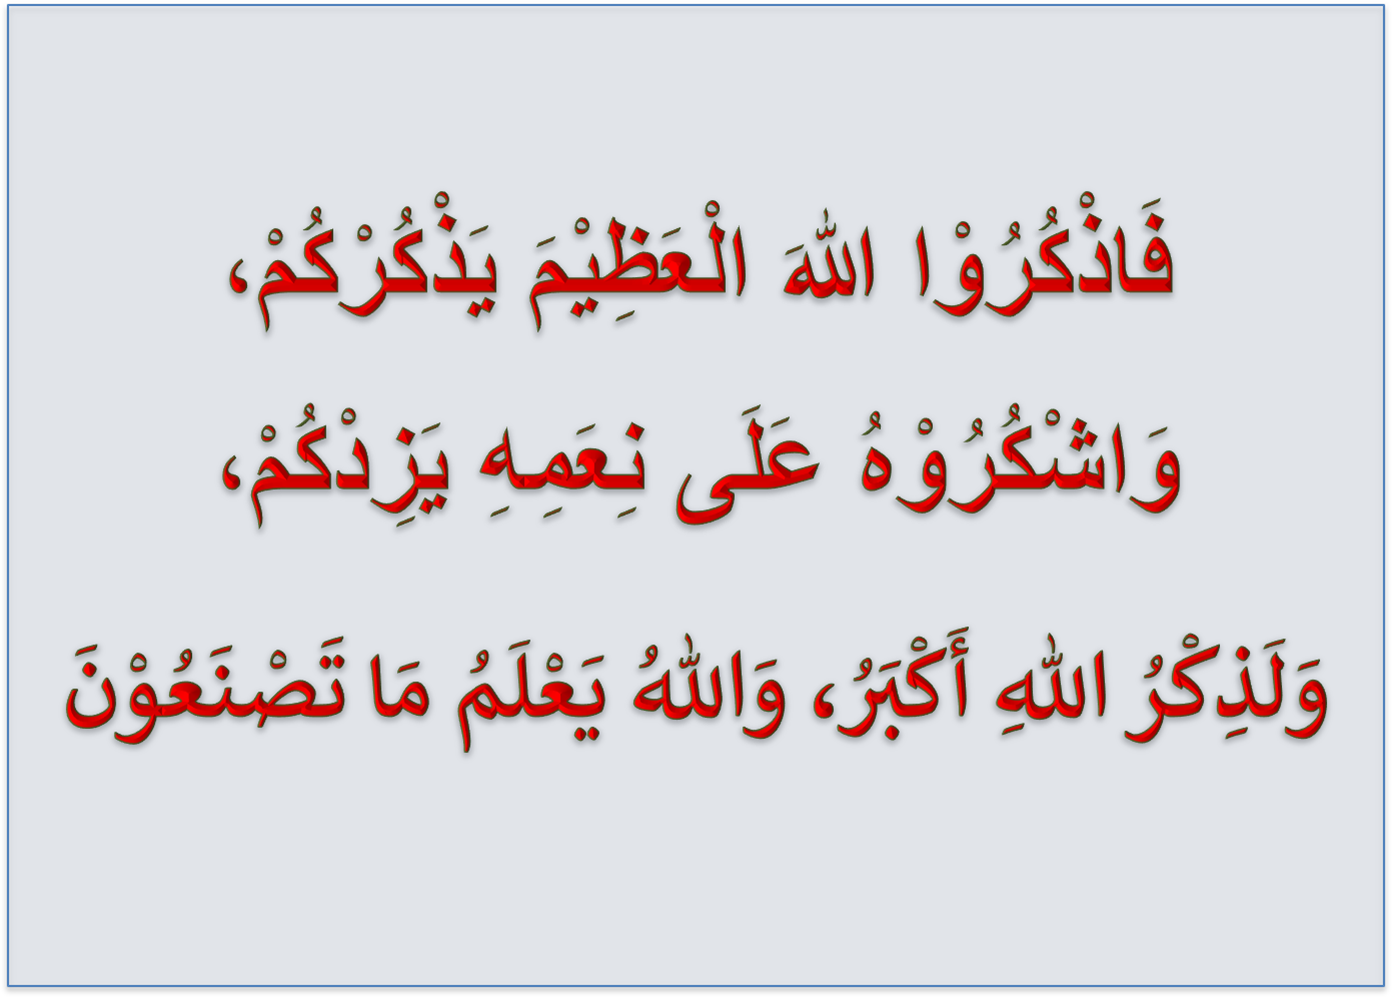 فَاذْكُرُوْا اللهَ الْعَظِيْمَ يَذْكُرْكُمْ،
وَاشْكُرُوْهُ عَلَى نِعَمِهِ يَزِدْكُمْ،
وَلَذِكْرُ اللهِ أَكْبَرُ، وَاللهُ يَعْلَمُ مَا تَصْنَعُوْنَ